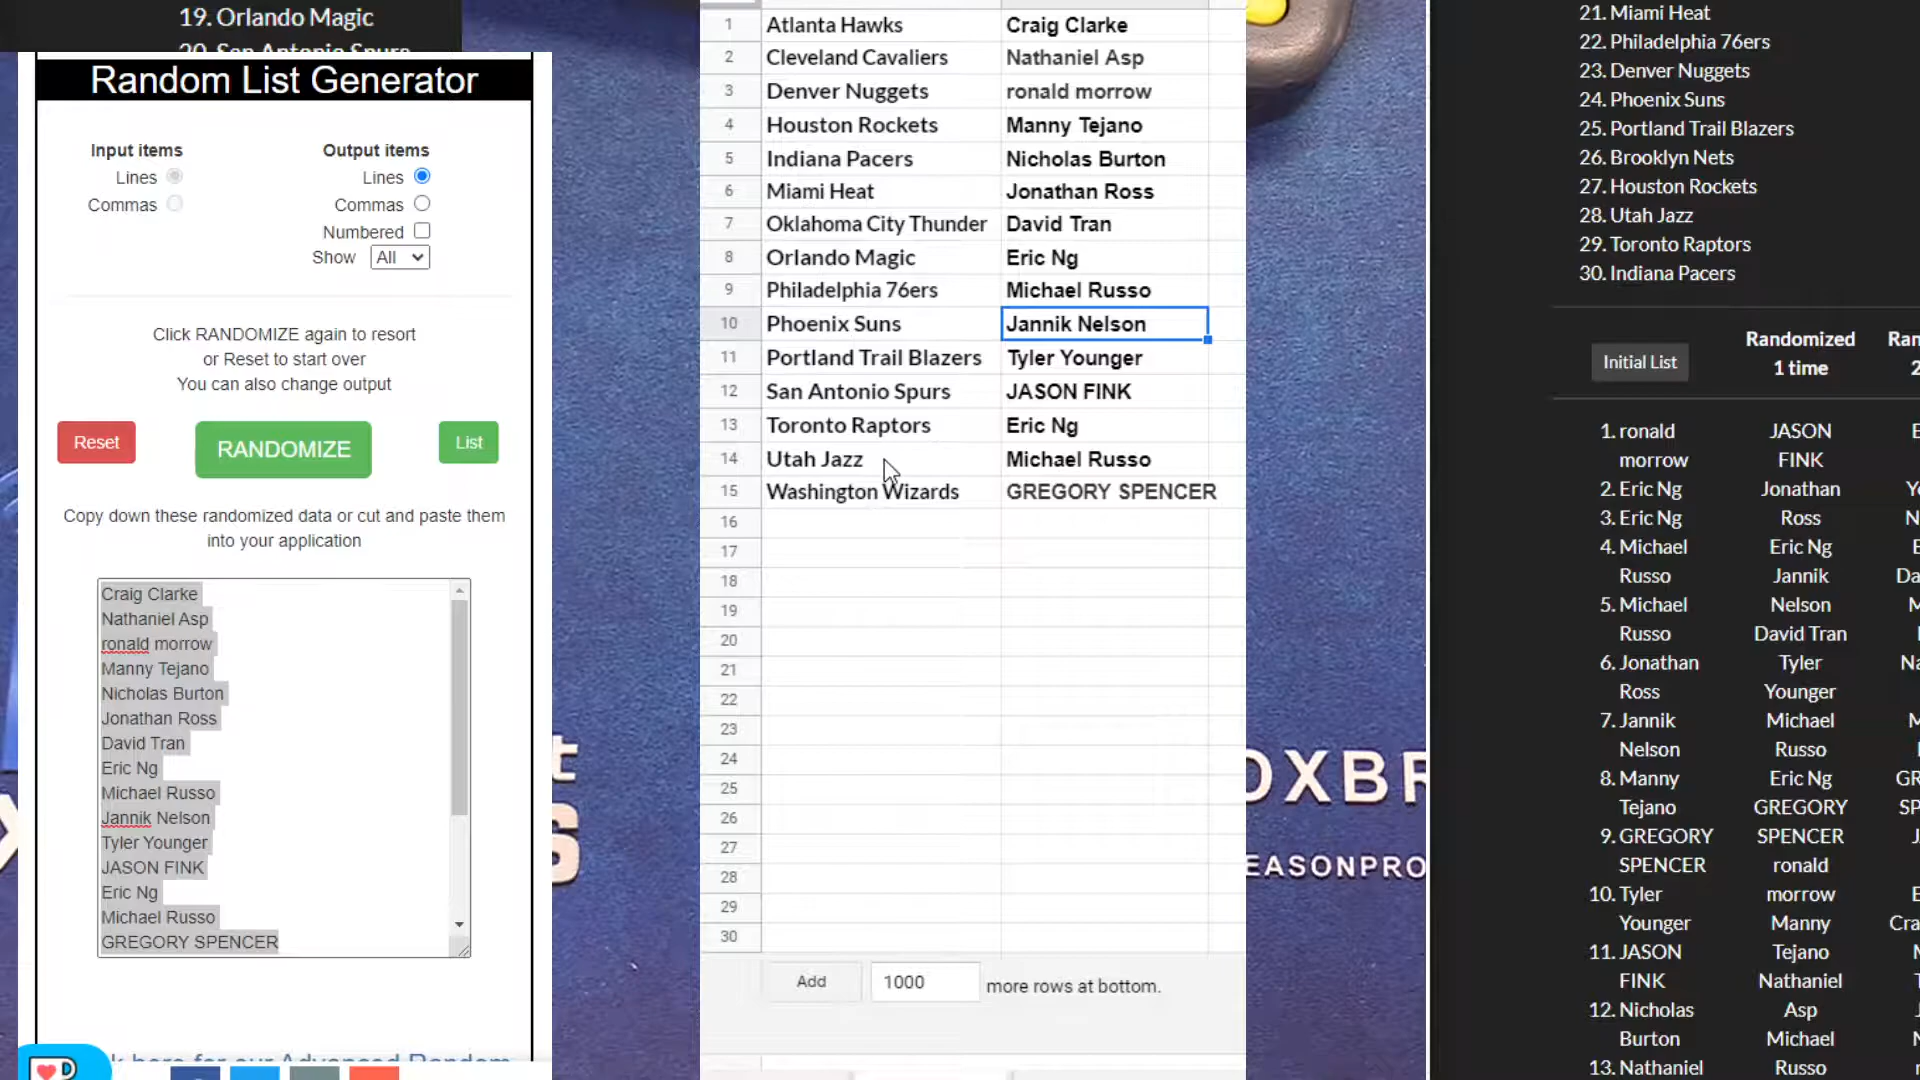 19. Orlando Magic
20. San Antonio Spurs
Random List Generator
Input items
Lines
Commas
Output items
Lines
Commas
Numbered
Show All
Click RANDOMIZE again to resort
or Reset to start over
You can also change output
Reset
RANDOMIZE
List
Copy down these randomized data or cut and paste them
into your application
Craig Clarke
Nathaniel Asp
ronald morrow
Manny Tejano
Nicholas Burton
Jonathan Ross
David Tran
Eric Ng
Michael Russo
Jannik Nelson
Tyler Younger
JASON FINK
Eric Ng
Michael Russo
GREGORY SPENCER
here for our Advanced Random
1 Atlanta Hawks Craig Clarke
2 Cleveland Cavaliers Nathaniel Asp
3 Denver Nuggets ronald morrow
4 Houston Rockets Manny Tejano
5 Indiana Pacers Nicholas Burton
6 Miami Heat Jonathan Ross
7 Oklahoma City Thunder David Tran
8 Orlando Magic Eric Ng
9 Philadelphia 76ers Michael Russo
10 Phoenix Suns Jannik Nelson
11 Portland Trail Blazers Tyler Younger
12 San Antonio Spurs JASON FINK
13 Toronto Raptors Eric Ng
14 Utah Jazz Michael Russo
15 Washington Wizards GREGORY SPENCER
16
17
18
19
20
21
22
23
24
25
26
27
28
29
30
Add 1000 more rows at bottom.
OXBR
EASONPRO
21. Miami Heat
22. Philadelphia 76ers
23. Denver Nuggets
24. Phoenix Suns
25. Portland Trail Blazers
26. Brooklyn Nets
27. Houston Rockets
28. Utah Jazz
29. Toronto Raptors
30. Indiana Pacers
Initial List
Randomized
1 time
Ran
2
1. ronald
morrow
2. Eric Ng
3. Eric Ng
4. Michael
Russo
5. Michael
Russo
6. Jonathan
Ross
7. Jannik
Nelson
8. Manny
Tejano
9. GREGORY
SPENCER
10. Tyler
Younger
11. JASON
FINK
12. Nicholas
Burton
13. Nathaniel
JASON
FINK
Jonathan
Ross
Eric Ng
Jannik
Nelson
David Tran
Tyler
Younger
Michael
Russo
Eric Ng
GREGORY
SPENCER
ronald
morrow
Manny
Tejano
Nathaniel
Asp
Michael
Russo